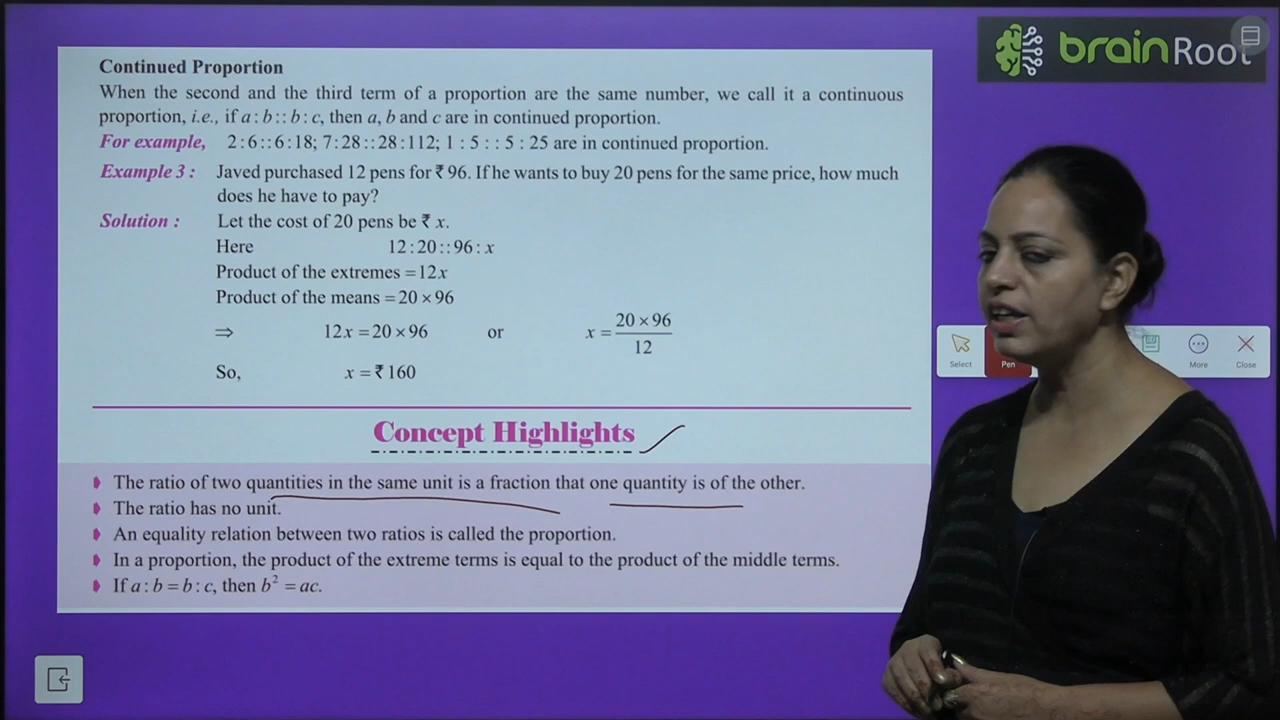 brainRoot
Continued Proportion
When the second and the third term of a proportion are the same number, we call it a continuous
proportion, i.e., if a : b : : b : c, then a, b and c are in continued proportion.
For example, 2 : 6 : : 6 : 18; 7 : 28 : : 28 : 112; 1 : 5 : : 5 : 25 are in continued proportion.
Example 3 : Javed purchased 12 pens for ₹ 96. If he wants to buy 20 pens for the same price, how much
does he have to pay?
Solution : Let the cost of 20 pens be ₹ x.
Here 12 : 20 : : 96 : x
Product of the extremes = 12x
Product of the means = 20 × 96
⇒ 12x = 20 × 96 or x = 20 × 96 / 12
So, x = ₹ 160
Concept Highlights
The ratio of two quantities in the same unit is a fraction that one quantity is of the other.
The ratio has no unit.
An equality relation between two ratios is called the proportion.
In a proportion, the product of the extreme terms is equal to the product of the middle terms.
If a : b = b : c, then b² = ac.
Select Pen More Close